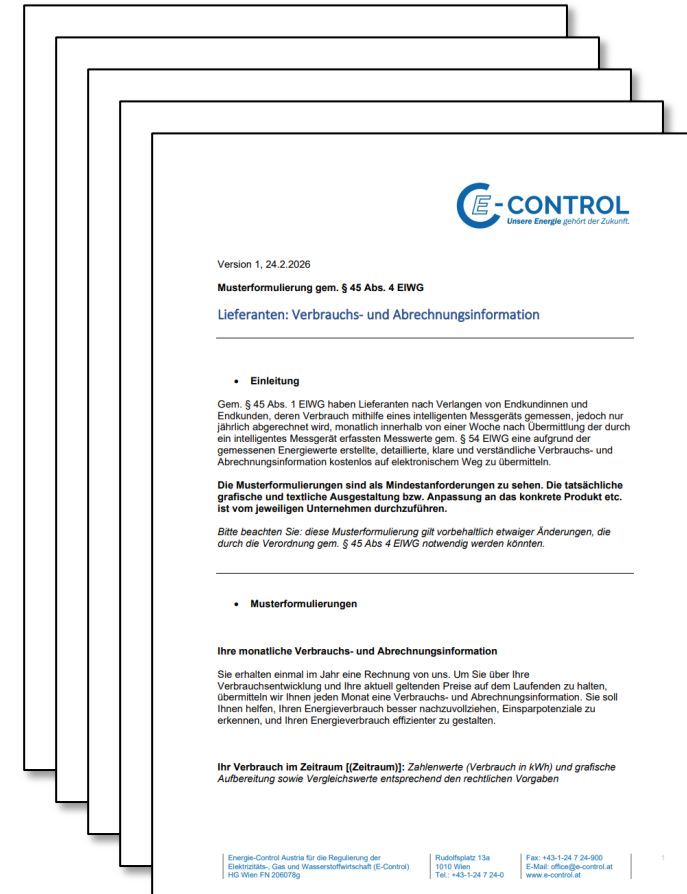 E-CONTROL
Unsere Energie gehört der Zukunft.
Version 1, 24.2.2026
Musterformulierung gem. § 45 Abs. 4 ElWG
Lieferanten: Verbrauchs- und Abrechnungsinformation
• Einleitung
Gem. § 45 Abs. 1 ElWG haben Lieferanten nach Verlangen von Endkundinnen und
Endkunden, deren Verbrauch mithilfe eines intelligenten Messgeräts gemessen, jedoch nur
jährlich abgerechnet wird, monatlich innerhalb von einer Woche nach Übermittlung der durch
ein intelligentes Messgerät erfassten Messwerte gem. § 54 ElWG eine aufgrund der
gemessenen Energiewerte erstellte, detaillierte, klare und verständliche Verbrauchs- und
Abrechnungsinformation kostenlos auf elektronischem Weg zu übermitteln.
Die Musterformulierungen sind als Mindestanforderungen zu sehen. Die tatsächliche
grafische und textliche Ausgestaltung bzw. Anpassung an das konkrete Produkt etc.
ist vom jeweiligen Unternehmen durchzuführen.
Bitte beachten Sie: diese Musterformulierung gilt vorbehaltlich etwaiger Änderungen, die
durch die Verordnung gem. § 45 Abs 4 ElWG notwendig werden könnten.
• Musterformulierungen
Ihre monatliche Verbrauchs- und Abrechnungsinformation
Sie erhalten einmal im Jahr eine Rechnung von uns. Um Sie über Ihre
Verbrauchsentwicklung und Ihre aktuell geltenden Preise auf dem Laufenden zu halten,
übermitteln wir Ihnen jeden Monat eine Verbrauchs- und Abrechnungsinformation. Sie soll
Ihnen helfen, Ihren Energieverbrauch besser nachzuvollziehen, Einsparpotenziale zu
erkennen, und Ihren Energieverbrauch effizienter zu gestalten.
Ihr Verbrauch im Zeitraum [(Zeitraum)]: Zahlenwerte (Verbrauch in kWh) und grafische
Aufbereitung sowie Vergleichswerte entsprechend den rechtlichen Vorgaben
Energie-Control Austria für die Regulierung der
Elektrizitäts-, Gas und Wasserstoffwirtschaft (E-Control)
HG Wien FN 206078g
Rudolfsplatz 13a
1010 Wien
Tel.: +43-1-24 7 24-0
Fax: +43-1-24 7 24-900
E-Mail: office@e-control.at
www.e-control.at
1